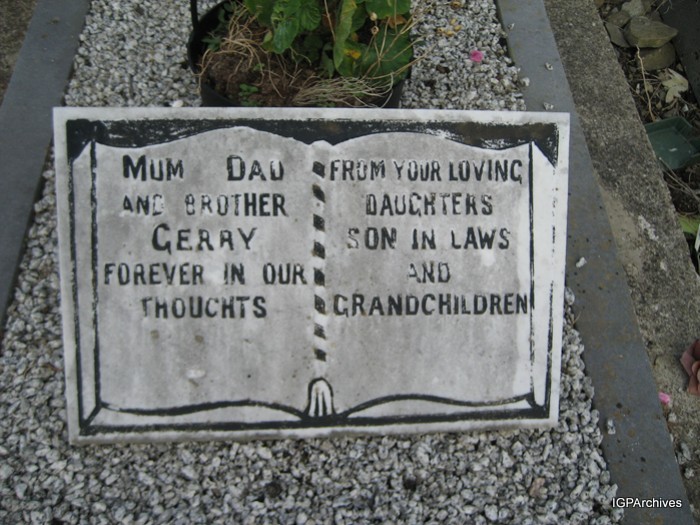 MUM DAD
AND BROTHER
GERRY
FOREVER IN OUR
THOUGHTS
FROM YOUR LOVING
DAUGHTERS
SON IN LAWS
AND
GRANDCHILDREN
IGPArchives